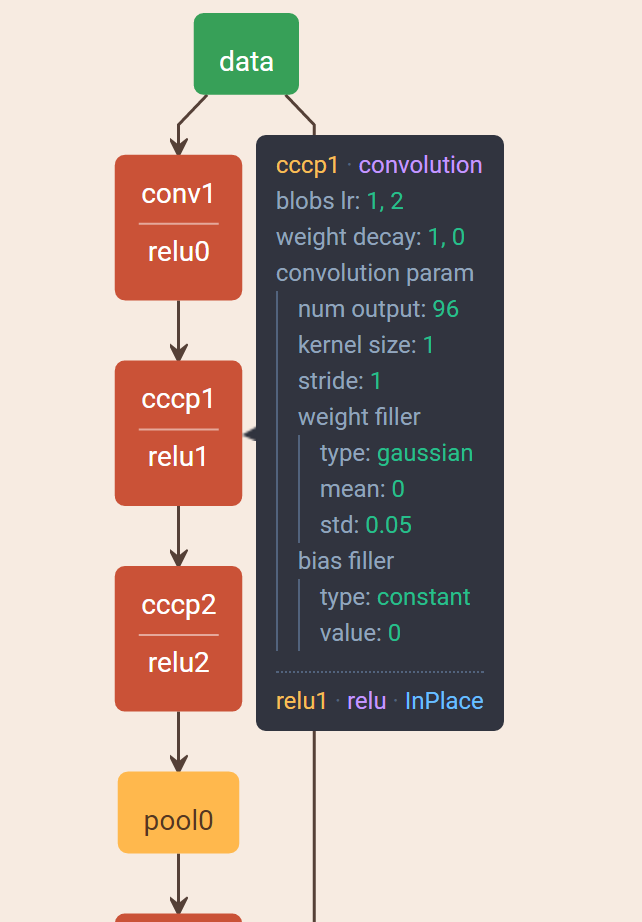 data
conv1
relu0
cccp1
relu1
cccp2
relu2
pool0
cccp1 · convolution
blobs lr: 1, 2
weight decay: 1, 0
convolution param
num output: 96
kernel size: 1
stride: 1
weight filler
type: gaussian
mean: 0
std: 0.05
bias filler
type: constant
value: 0
relu1 · relu · InPlace